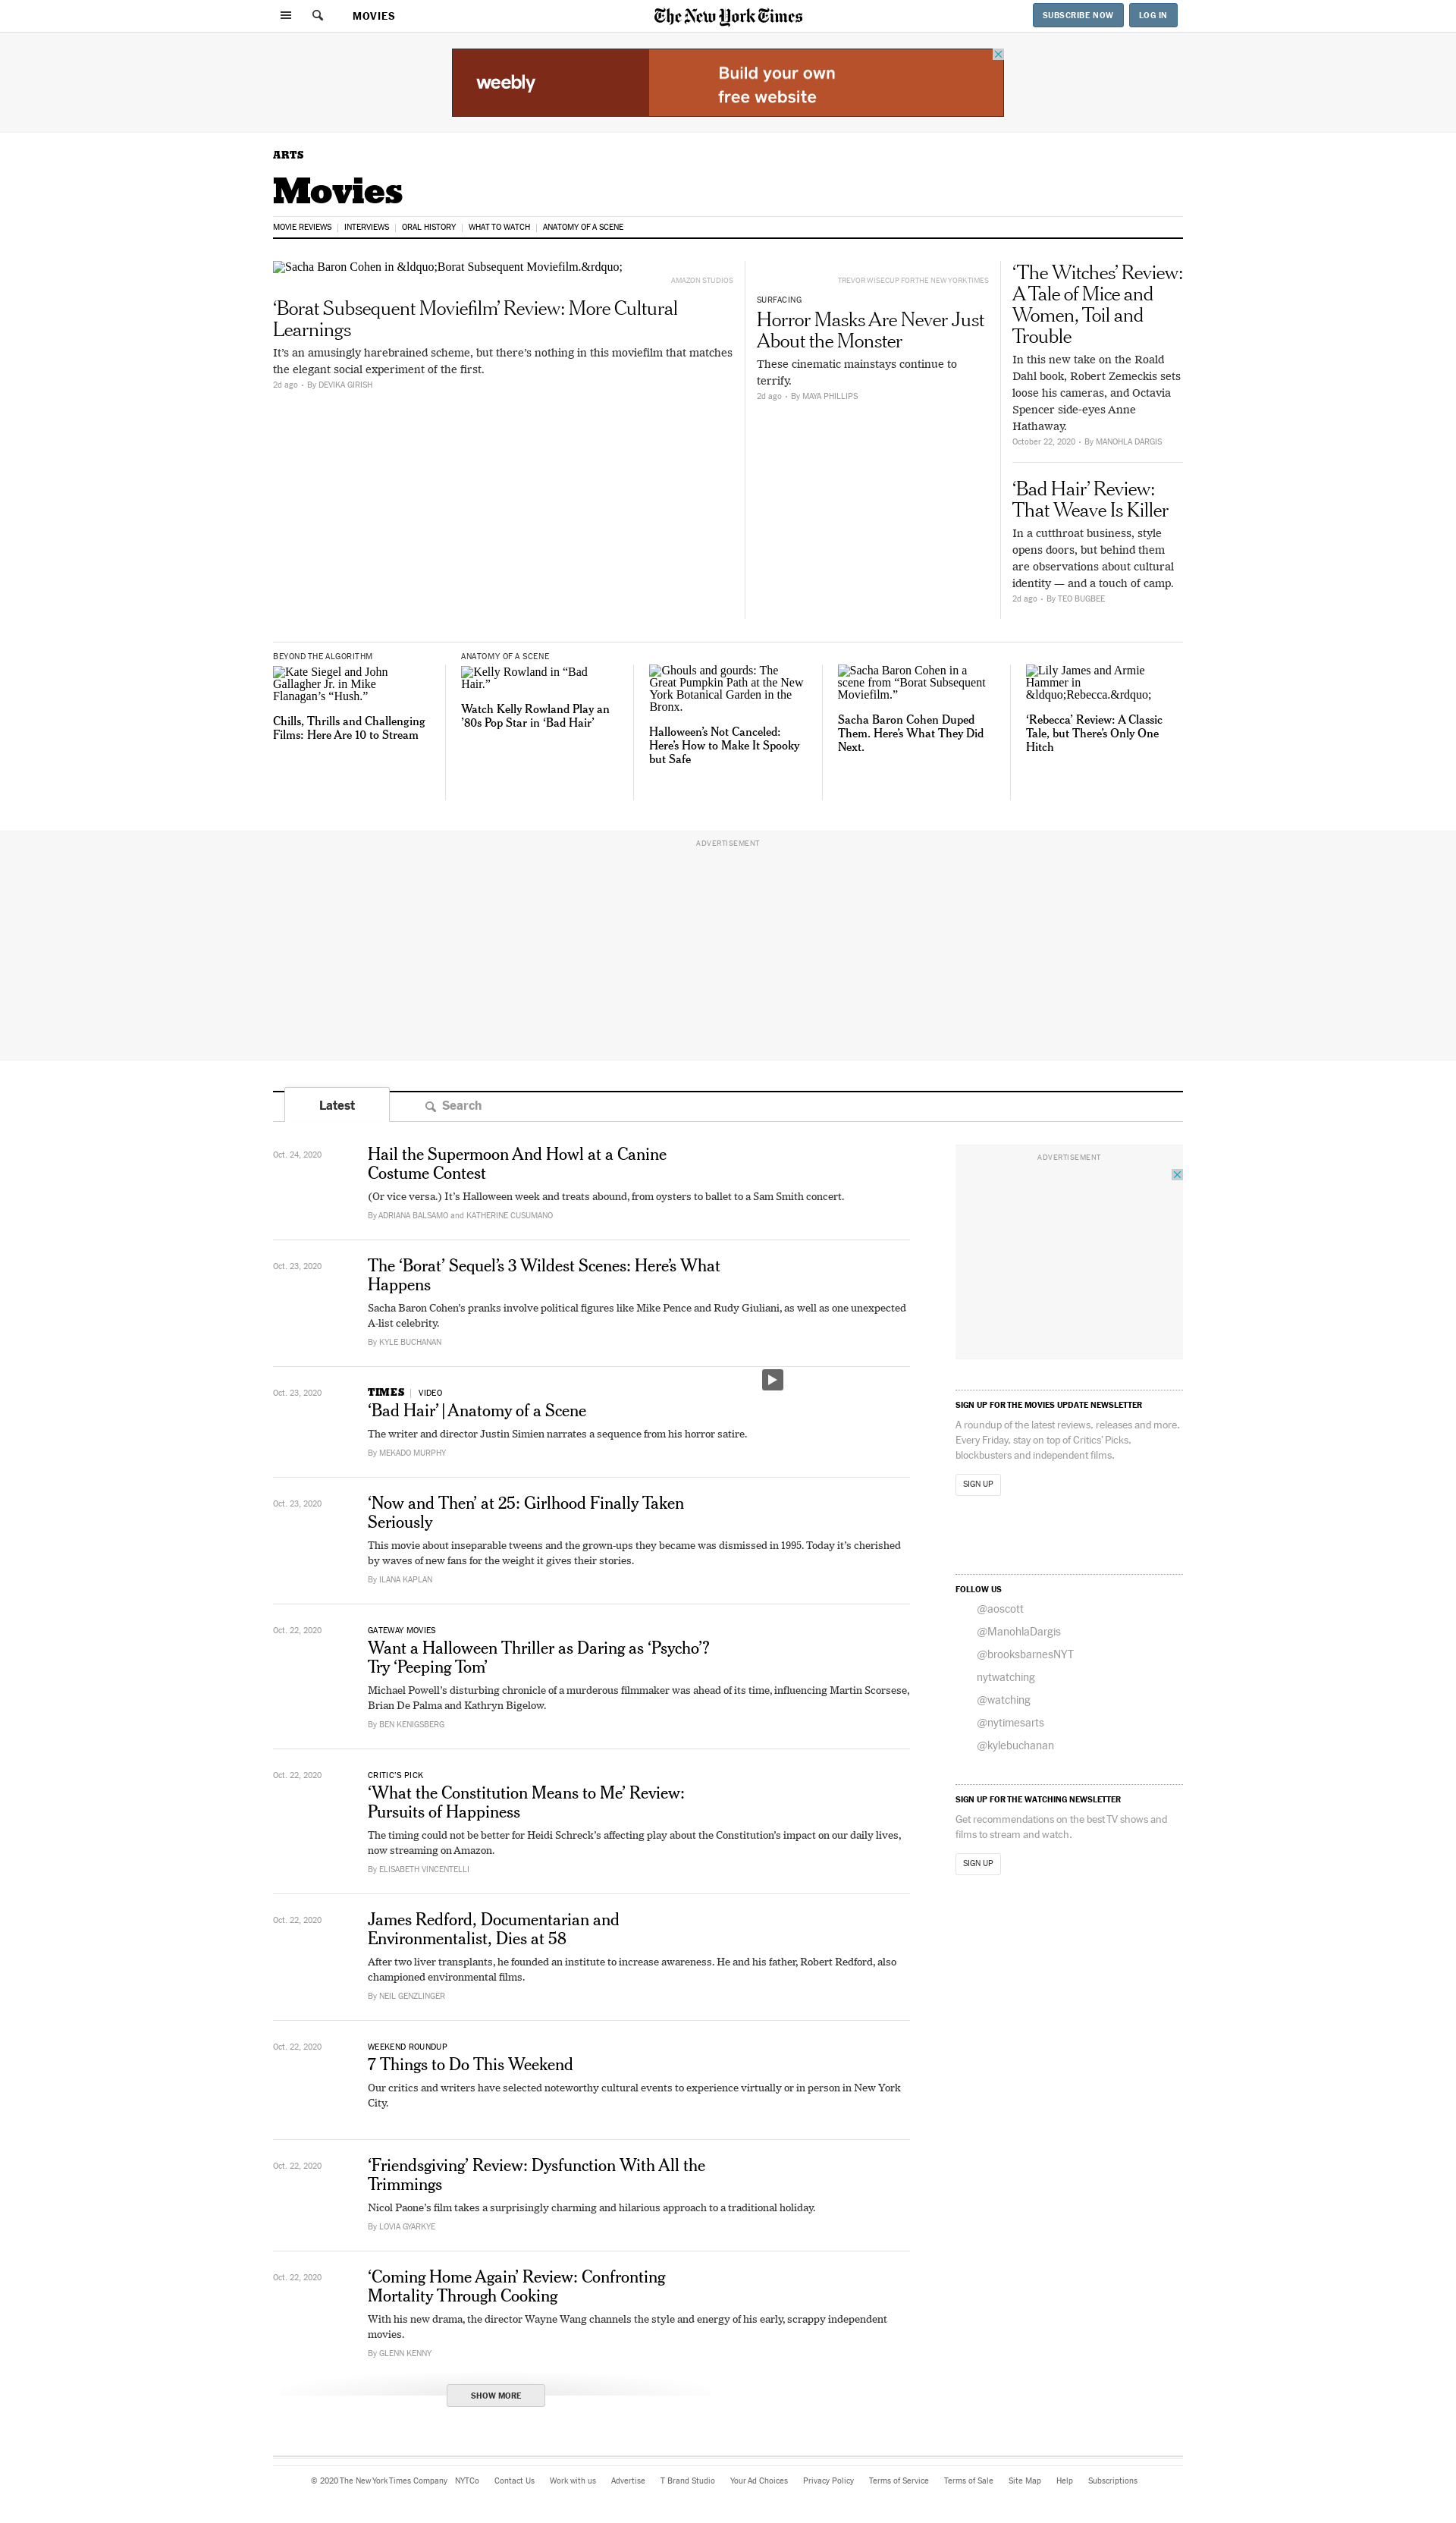 MOVIES
The New York Times
SUBSCRIBE NOW
LOG IN
weebly
Build your own
free website
ARTS
Movies
MOVIE REVIEWS | INTERVIEWS | ORAL HISTORY | WHAT TO WATCH | ANATOMY OF A SCENE
Sacha Baron Cohen in &ldquo;Borat Subsequent Moviefilm.&rdquo;
AMAZON STUDIOS
‘Borat Subsequent Moviefilm’ Review: More Cultural
Learnings
It’s an amusingly harebrained scheme, but there’s nothing in this moviefilm that matches
the elegant social experiment of the first.
2d ago • By DEVIKA GIRISH
TREVOR WISECUP FOR THE NEW YORK TIMES
SURFACING
Horror Masks Are Never Just
About the Monster
These cinematic mainstays continue to
terrify.
2d ago • By MAYA PHILLIPS
‘The Witches’ Review:
A Tale of Mice and
Women, Toil and
Trouble
In this new take on the Roald
Dahl book, Robert Zemeckis sets
loose his cameras, and Octavia
Spencer side-eyes Anne
Hathaway.
October 22, 2020 • By MANOHLA DARGIS
‘Bad Hair’ Review:
That Weave Is Killer
In a cutthroat business, style
opens doors, but behind them
are observations about cultural
identity — and a touch of camp.
2d ago • By TEO BUGBEE
BEYOND THE ALGORITHM
Kate Siegel and John
Gallagher Jr. in Mike
Flanagan’s “Hush.”
Chills, Thrills and Challenging
Films: Here Are 10 to Stream
ANATOMY OF A SCENE
Kelly Rowland in “Bad
Hair.”
Watch Kelly Rowland Play an
’80s Pop Star in ‘Bad Hair’
Ghouls and gourds: The
Great Pumpkin Path at the New
York Botanical Garden in the
Bronx.
Halloween’s Not Canceled:
Here’s How to Make It Spooky
but Safe
Sacha Baron Cohen in a
scene from “Borat Subsequent
Moviefilm.”
Sacha Baron Cohen Duped
Them. Here’s What They Did
Next.
Lily James and Armie
Hammer in
&ldquo;Rebecca.&rdquo;
‘Rebecca’ Review: A Classic
Tale, but There’s Only One
Hitch
ADVERTISEMENT
Latest
Search
Oct. 24, 2020
Hail the Supermoon And Howl at a Canine
Costume Contest
(Or vice versa.) It’s Halloween week and treats abound, from oysters to ballet to a Sam Smith concert.
By ADRIANA BALSAMO and KATHERINE CUSUMANO
Oct. 23, 2020
The ‘Borat’ Sequel’s 3 Wildest Scenes: Here’s What
Happens
Sacha Baron Cohen’s pranks involve political figures like Mike Pence and Rudy Giuliani, as well as one unexpected
A-list celebrity.
By KYLE BUCHANAN
Oct. 23, 2020
TIMES | VIDEO
‘Bad Hair’ | Anatomy of a Scene
The writer and director Justin Simien narrates a sequence from his horror satire.
By MEKADO MURPHY
Oct. 23, 2020
‘Now and Then’ at 25: Girlhood Finally Taken
Seriously
This movie about inseparable tweens and the grown-ups they became was dismissed in 1995. Today it’s cherished
by waves of new fans for the weight it gives their stories.
By ILANA KAPLAN
Oct. 22, 2020
GATEWAY MOVIES
Want a Halloween Thriller as Daring as ‘Psycho’?
Try ‘Peeping Tom’
Michael Powell’s disturbing chronicle of a murderous filmmaker was ahead of its time, influencing Martin Scorsese,
Brian De Palma and Kathryn Bigelow.
By BEN KENIGSBERG
Oct. 22, 2020
CRITIC’S PICK
‘What the Constitution Means to Me’ Review:
Pursuits of Happiness
The timing could not be better for Heidi Schreck’s affecting play about the Constitution’s impact on our daily lives,
now streaming on Amazon.
By ELISABETH VINCENTELLI
Oct. 22, 2020
James Redford, Documentarian and
Environmentalist, Dies at 58
After two liver transplants, he founded an institute to increase awareness. He and his father, Robert Redford, also
championed environmental films.
By NEIL GENZLINGER
Oct. 22, 2020
WEEKEND ROUNDUP
7 Things to Do This Weekend
Our critics and writers have selected noteworthy cultural events to experience virtually or in person in New York
City.
Oct. 22, 2020
‘Friendsgiving’ Review: Dysfunction With All the
Trimmings
Nicol Paone’s film takes a surprisingly charming and hilarious approach to a traditional holiday.
By LOVIA GYARKYE
Oct. 22, 2020
‘Coming Home Again’ Review: Confronting
Mortality Through Cooking
With his new drama, the director Wayne Wang channels the style and energy of his early, scrappy independent
movies.
By GLENN KENNY
SHOW MORE
ADVERTISEMENT
SIGN UP FOR THE MOVIES UPDATE NEWSLETTER
A roundup of the latest reviews, releases and more.
Every Friday, stay on top of Critics’ Picks,
blockbusters and independent films.
SIGN UP
FOLLOW US
@aoscott
@ManohlaDargis
@brooksbarnesNYT
nytwatching
@watching
@nytimesarts
@kylebuchanan
SIGN UP FOR THE WATCHING NEWSLETTER
Get recommendations on the best TV shows and
films to stream and watch.
SIGN UP
© 2020 The New York Times Company NYTCo Contact Us Work with us Advertise T Brand Studio Your Ad Choices Privacy Policy Terms of Service Terms of Sale Site Map Help Subscriptions